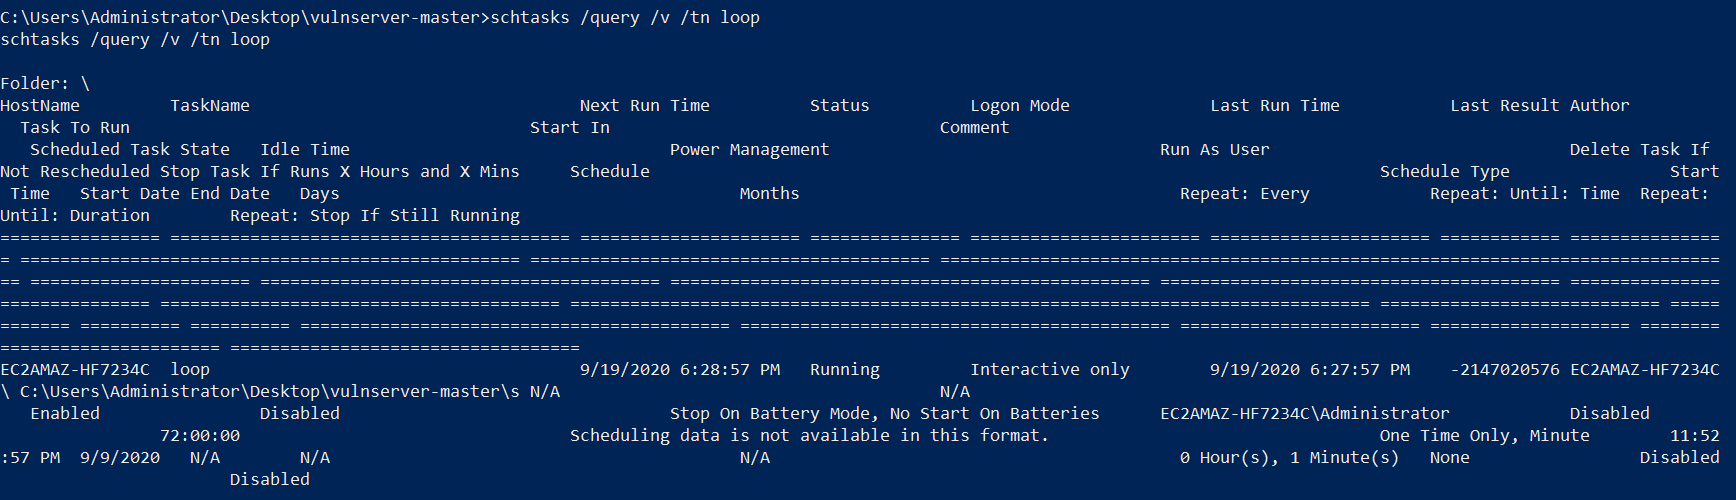 C:\Users\Administrator\Desktop\vulnserver-master>schtasks /query /v /tn loop
schtasks /query /v /tn loop
Folder: \
HostName         TaskName                                 Next Run Time          Status          Logon Mode              Last Run Time           Last Result Author
  Task To Run                                        Start In                                 Comment
   Scheduled Task State   Idle Time                                Power Management                                 Run As User                              Delete Task If
Not Rescheduled Stop Task If Runs X Hours and X Mins     Schedule                                                                         Schedule Type                Start
 Time   Start Date End Date   Days                                        Months                                      Repeat: Every            Repeat: Until: Time  Repeat:
Until: Duration        Repeat: Stop If Still Running
================ ======================================== ====================== =============== ======================= ====================== ============ ===============
= ================================================== ======================================== ==============================================================================
== ====================== ======================================== ================================================ ======================================== ==============
=============== ======================================== ================================================================================ ============================ =====
======= ========== ========== =========================================== =========================================== ======================== ==================== ========
====================== ===================================
EC2AMAZ-HF7234C  loop                                     9/19/2020 6:28:57 PM   Running         Interactive only        9/19/2020 6:27:57 PM    -2147020576 EC2AMAZ-HF7234C
\ C:\Users\Administrator\Desktop\vulnserver-master\s N/A                                      N/A
   Enabled                Disabled                                 Stop On Battery Mode, No Start On Batteries      EC2AMAZ-HF7234C\Administrator            Disabled
                72:00:00                                 Scheduling data is not available in this format.                                 One Time Only, Minute        11:52
:57 PM  9/9/2020   N/A        N/A                                         N/A                                         0 Hour(s), 1 Minute(s)   None                 Disabled
                       Disabled